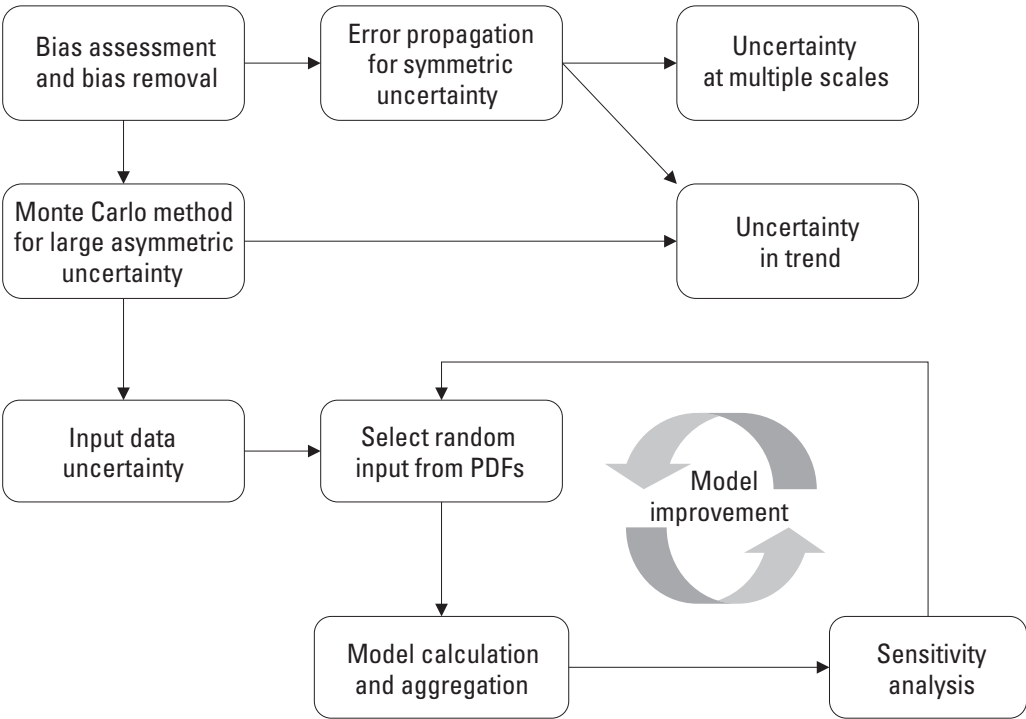 Bias assessment
and bias removal
Error propagation
for symmetric
uncertainty
Uncertainty
at multiple scales
Monte Carlo method
for large asymmetric
uncertainty
Uncertainty
in trend
Input data
uncertainty
Select random
input from PDFs
Model
improvement
Model calculation
and aggregation
Sensitivity
analysis